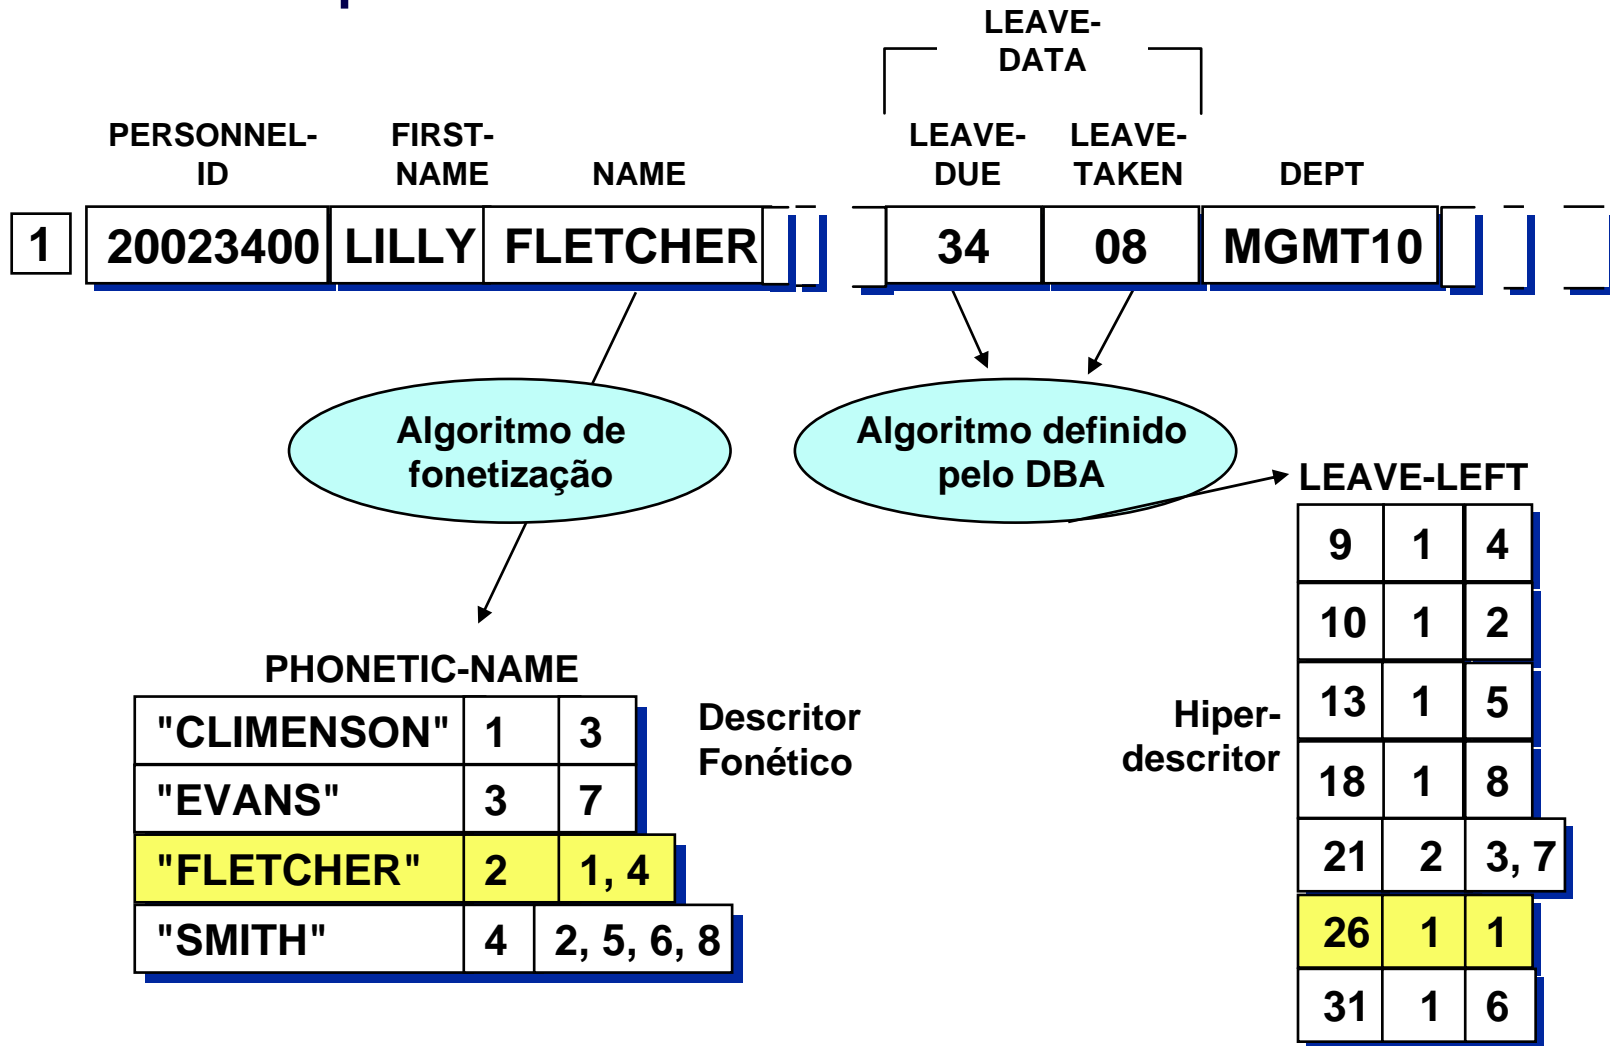 LEAVE-
DATA
PERSONNEL-
ID
FIRST-
NAME
NAME
LEAVE-
DUE
LEAVE-
TAKEN
DEPT
1 20023400 LILLY FLETCHER 34 08 MGMT10
Algoritmo de
fonetização
Algoritmo definido
pelo DBA
PHONETIC-NAME
"CLIMENSON" 1 3
"EVANS" 3 7
"FLETCHER" 2 1, 4
"SMITH" 4 2, 5, 6, 8
Descritor
Fonético
LEAVE-LEFT
9 1 4
10 1 2
13 1 5
18 1 8
21 2 3, 7
26 1 1
31 1 6
Hiper-
descritor